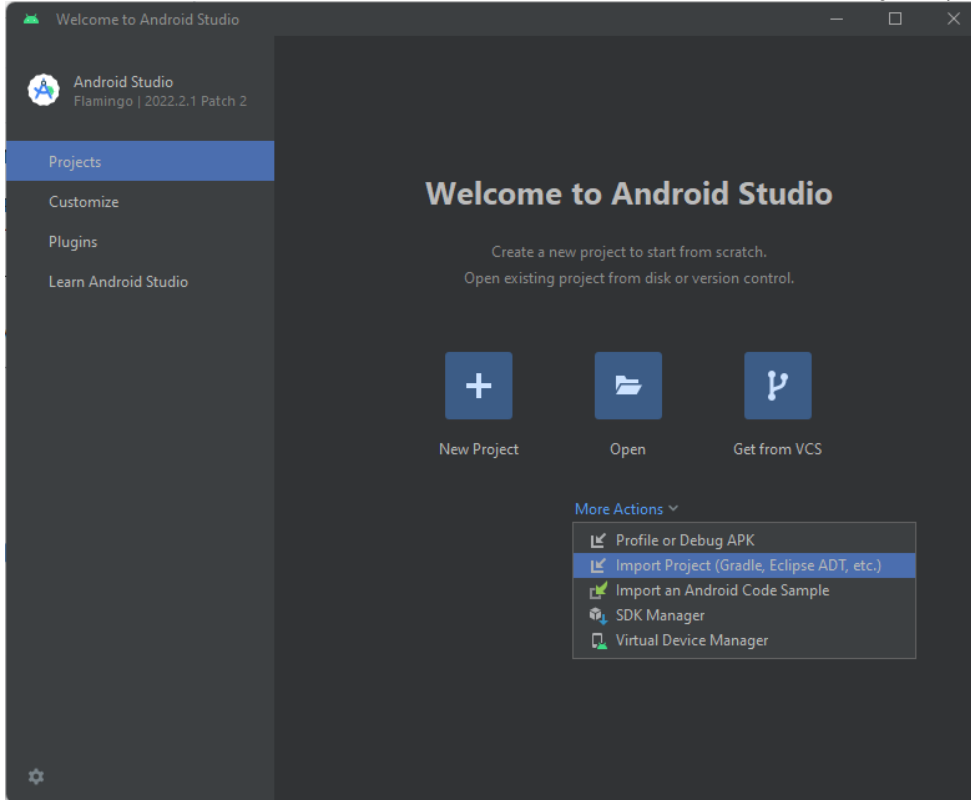 Welcome to Android Studio
Android Studio
Flamingo | 2022.2.1 Patch 2
Projects
Customize
Plugins
Learn Android Studio
Welcome to Android Studio
Create a new project to start from scratch.
Open existing project from disk or version control.
New Project
Open
Get from VCS
More Actions
Profile or Debug APK
Import Project (Gradle, Eclipse ADT, etc.)
Import an Android Code Sample
SDK Manager
Virtual Device Manager